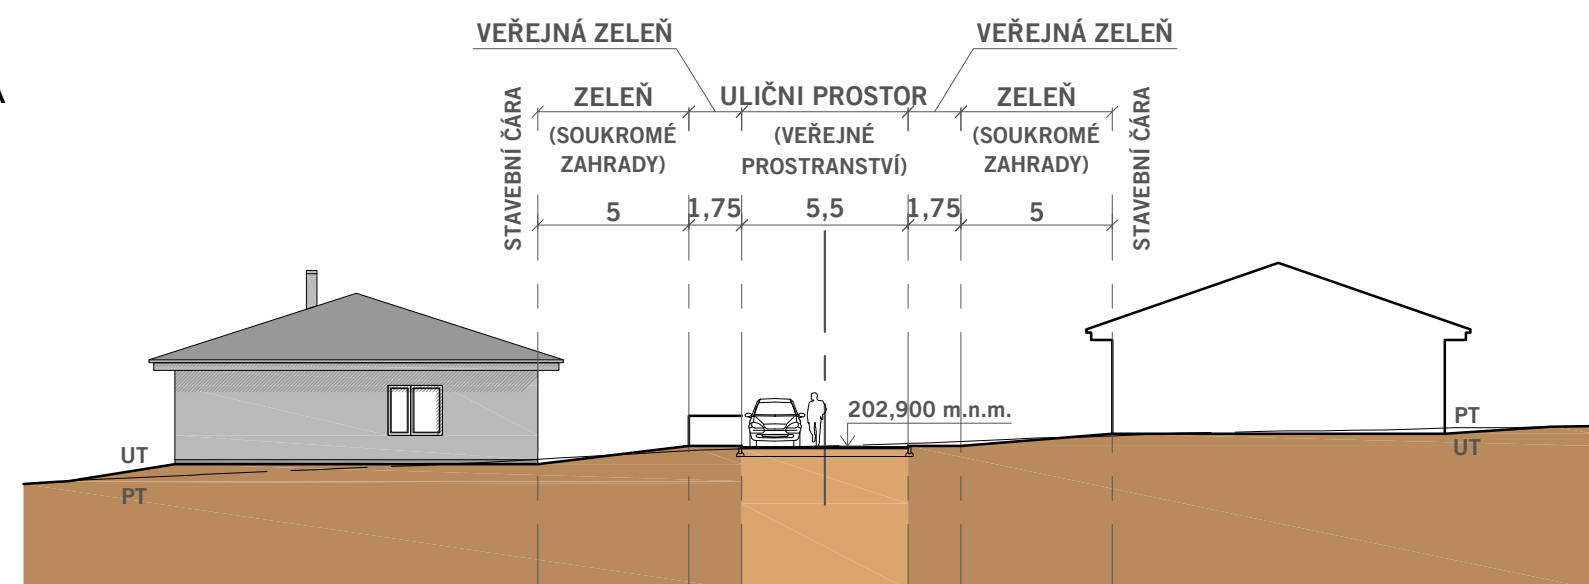 VEŘEJNÁ ZELEŇ
VEŘEJNÁ ZELEŇ
STAVEBNÍ ČÁRA
ZELEŇ
(SOUKROMÉ
ZAHRADY)
ULIČNI PROSTOR
(VEŘEJNÉ
PROSTRANSTVÍ)
ZELEŇ
(SOUKROMÉ
ZAHRADY)
STAVEBNÍ ČÁRA
5
1,75
5,5
1,75
5
202,900 m.n.m.
UT
PT
PT
UT